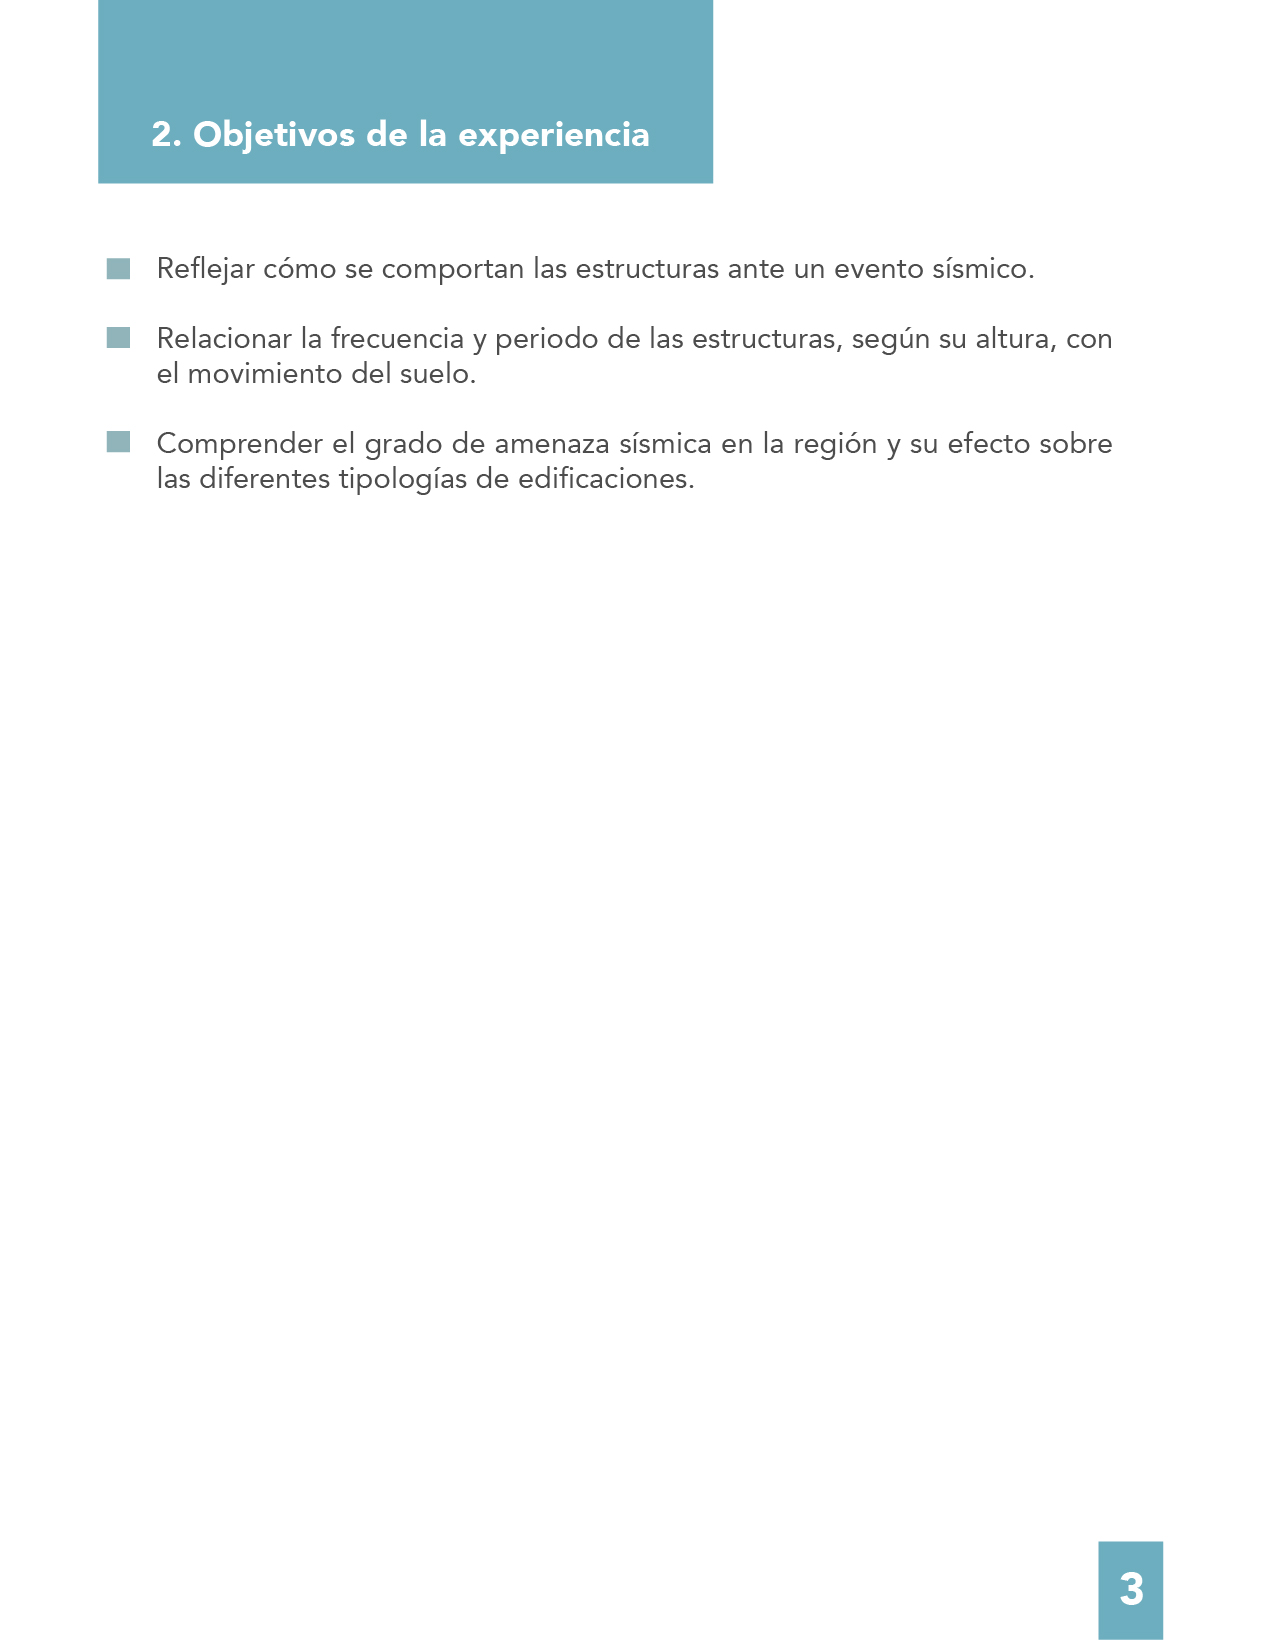 2. Objetivos de la experiencia
Reflejar cómo se comportan las estructuras ante un evento sísmico.
Relacionar la frecuencia y periodo de las estructuras, según su altura, con
el movimiento del suelo.
Comprender el grado de amenaza sísmica en la región y su efecto sobre
las diferentes tipologías de edificaciones.
3